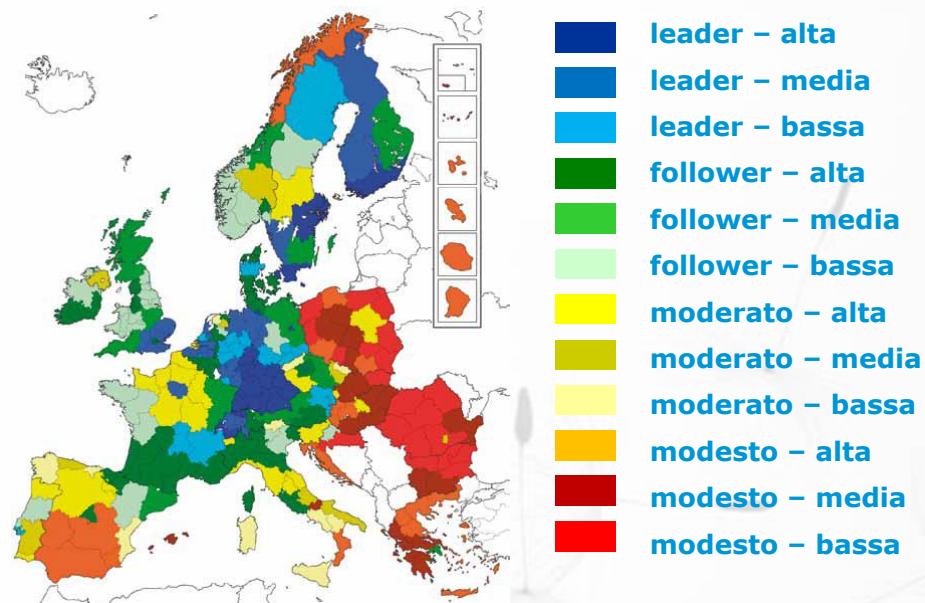 leader – alta
leader – media
leader – bassa
follower – alta
follower – media
follower – bassa
moderato – alta
moderato – media
moderato – bassa
modesto – alta
modesto – media
modesto – bassa